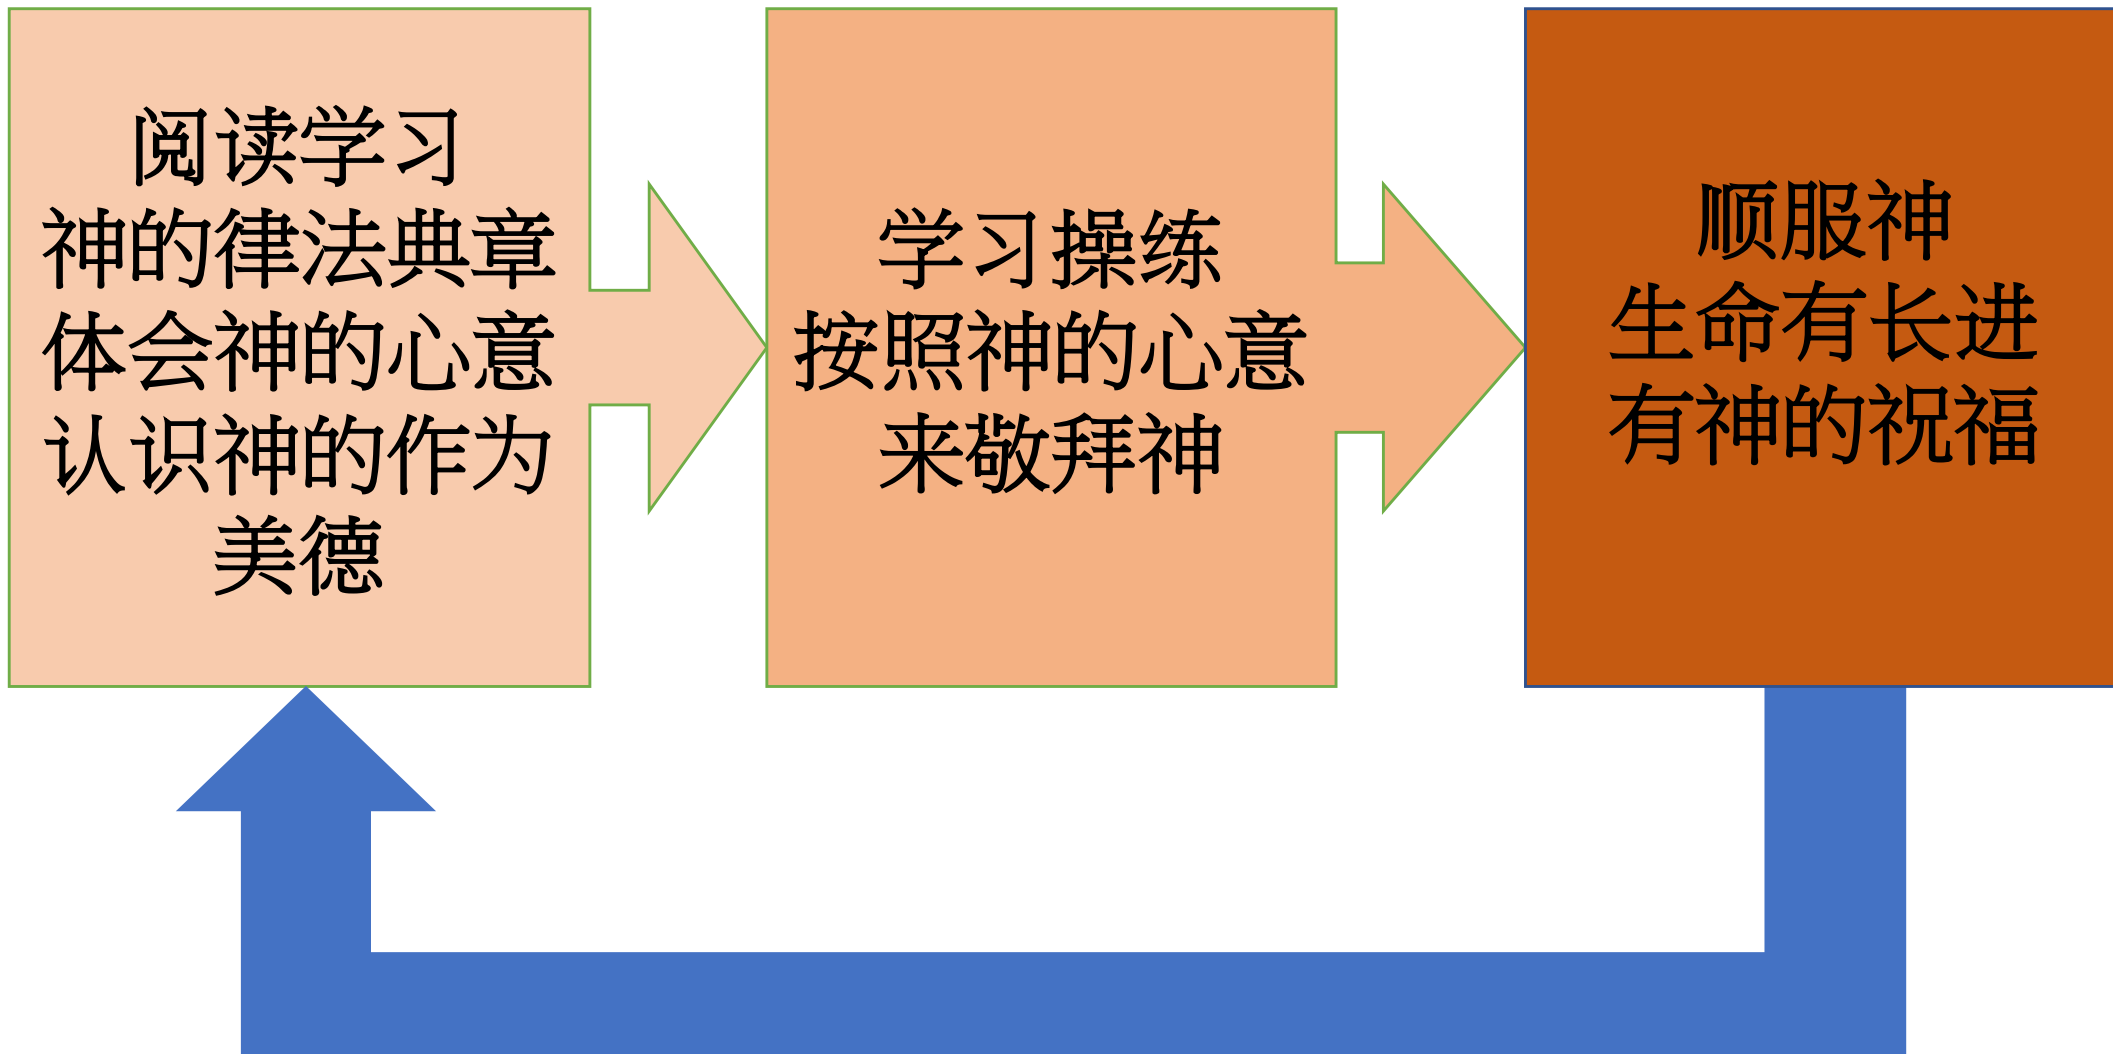 阅读学习
神的律法典章
体会神的心意
认识神的作为
美德
学习操练
按照神的心意
来敬拜神
顺服神
生命有长进
有神的祝福